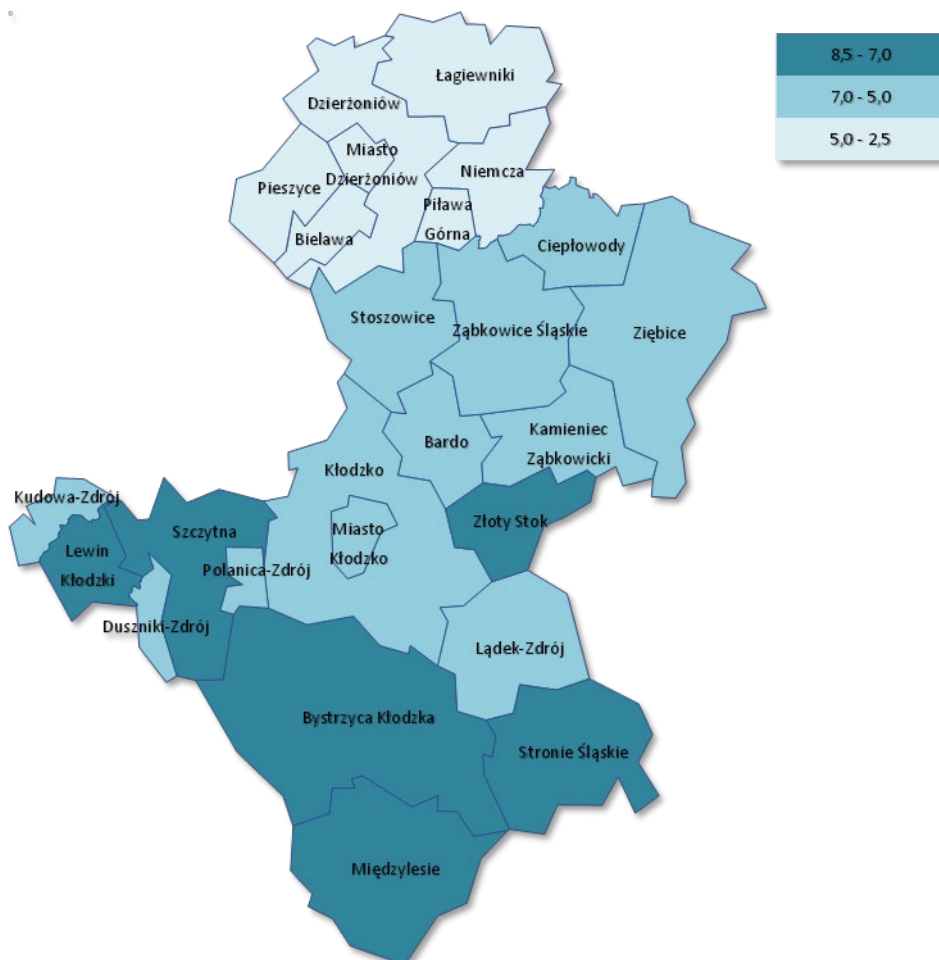 8,5 - 7,0
7,0 - 5,0
5,0 - 2,5
Łagiewniki
Dzierżoniów
Miasto
Dzierżoniów
Niemcza
Pieszyce
Piława
Górna
Bielawa
Ciepłowody
Stoszowice
Ząbkowice Śląskie
Ziębice
Bardo
Kamieniec
Ząbkowicki
Kłodzko
Kudowa-Zdrój
Szczytna
Miasto
Kłodzko
Złoty Stok
Lewin
Kłodzki
Polanica-Zdrój
Duszniki-Zdrój
Lądek-Zdrój
Bystrzyca Kłodzka
Stronie Śląskie
Międzylesie